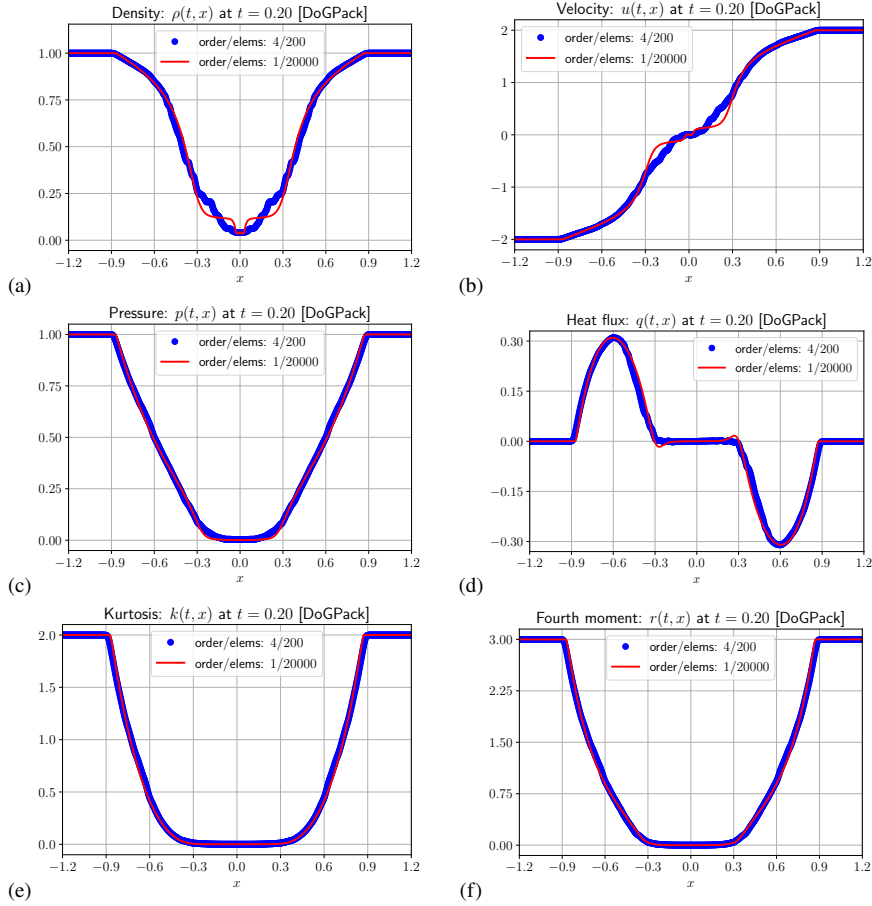 Density: ρ(t, x) at t = 0.20 [DoGPack]
order/elems: 4/200
order/elems: 1/20000
1.00
0.75
0.50
0.25
0.00
−1.2 −0.9 −0.6 −0.3 0.0 0.3 0.6 0.9 1.2
x
(a)
Velocity: u(t, x) at t = 0.20 [DoGPack]
order/elems: 4/200
order/elems: 1/20000
2
1
0
−1
−2
−1.2 −0.9 −0.6 −0.3 0.0 0.3 0.6 0.9 1.2
x
(b)
Pressure: p(t, x) at t = 0.20 [DoGPack]
order/elems: 4/200
order/elems: 1/20000
1.00
0.75
0.50
0.25
0.00
−1.2 −0.9 −0.6 −0.3 0.0 0.3 0.6 0.9 1.2
x
(c)
Heat flux: q(t, x) at t = 0.20 [DoGPack]
order/elems: 4/200
order/elems: 1/20000
0.30
0.15
0.00
−0.15
−0.30
−1.2 −0.9 −0.6 −0.3 0.0 0.3 0.6 0.9 1.2
x
(d)
Kurtosis: k(t, x) at t = 0.20 [DoGPack]
order/elems: 4/200
order/elems: 1/20000
2.0
1.5
1.0
0.5
0.0
−1.2 −0.9 −0.6 −0.3 0.0 0.3 0.6 0.9 1.2
x
(e)
Fourth moment: r(t, x) at t = 0.20 [DoGPack]
order/elems: 4/200
order/elems: 1/20000
3.00
2.25
1.50
0.75
0.00
−1.2 −0.9 −0.6 −0.3 0.0 0.3 0.6 0.9 1.2
x
(f)